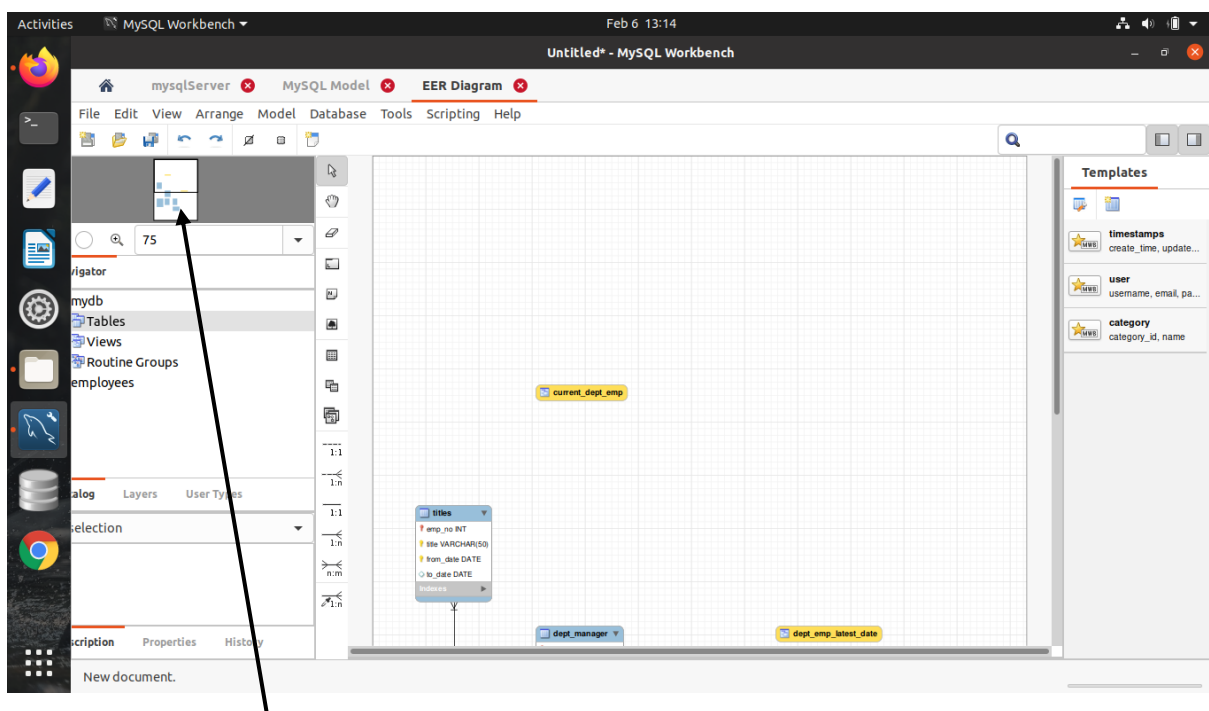 Activities MySQL Workbench Feb 6 13:14
Untitled* - MySQL Workbench
mysqlServer MySQL Model EER Diagram
File Edit View Arrange Model Database Tools Scripting Help
75
vigator
mydb
Tables
Views
Routine Groups
employees
talog Layers User Types
selection
scription Properties History
New document.
1:1
1:n
1:1
1:n
n:m
1:n
current_dept_emp
titles
emp_no INT
title VARCHAR(50)
from_date DATE
to_date DATE
Indexes
dept_manager
dept_emp_latest_date
Templates
timestamps
create_time, update...
user
username, email, pa...
category
category_id, name